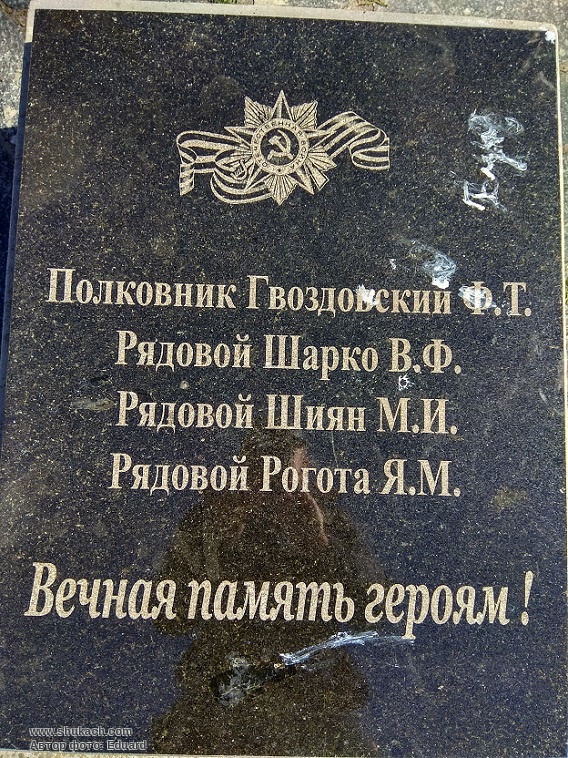 Полковник Гвоздовский Ф.Т.
Рядовой Шарко В.Ф.
Рядовой Шиян М.И.
Рядовой Рогота Я.М.
Вечная память героям !
www.shukach.com
Автор фото: Eduard